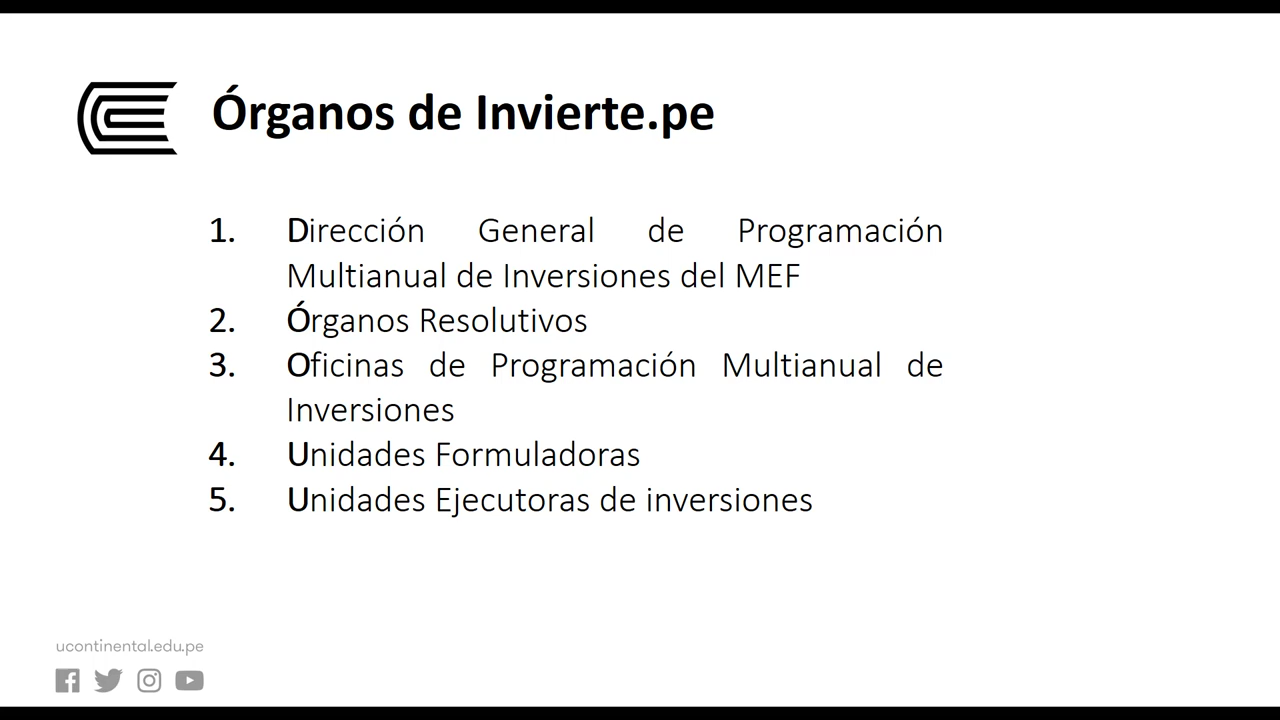 Órganos de Invierte.pe
1. Dirección General de Programación
Multianual de Inversiones del MEF
2. Órganos Resolutivos
3. Oficinas de Programación Multianual de
Inversiones
4. Unidades Formuladoras
5. Unidades Ejecutoras de inversiones
ucontinental.edu.pe